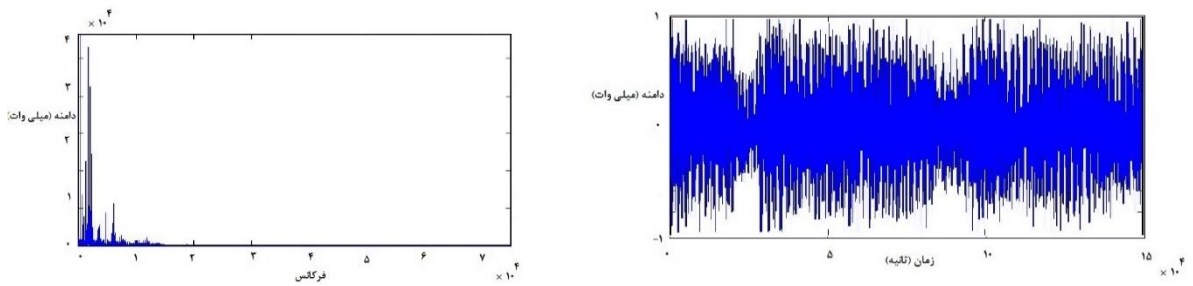 × ۱۰ ۴
۴
۳
دامنه (میلی وات)
۲
۱
۰
۰ ۱ ۲ ۳ ۴ ۵ ۶ ۷
× ۱۰ ۴
فرکانس
۱
دامنه (میلی وات)
۰
-۱
۰ ۵ ۱۰ ۱۵
زمان (ثانیه)
× ۱۰ ۴